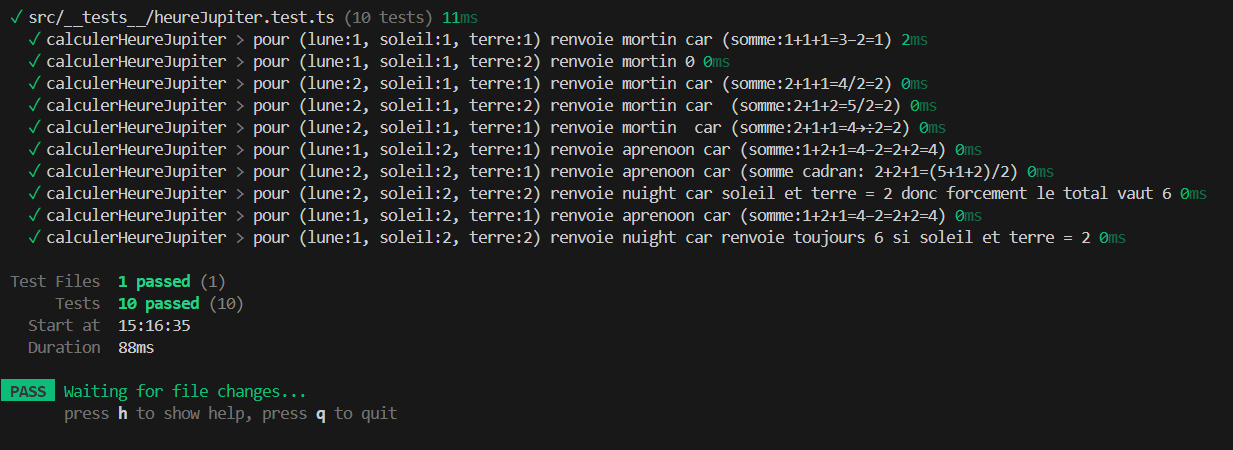 ✓ src/__tests__/heureJupiter.test.ts (10 tests) 11ms
✓ calculerHeureJupiter > pour (lune:1, soleil:1, terre:1) renvoie mortin car (somme:1+1+1=3−2=1) 2ms
✓ calculerHeureJupiter > pour (lune:1, soleil:1, terre:2) renvoie mortin 0 0ms
✓ calculerHeureJupiter > pour (lune:2, soleil:1, terre:1) renvoie mortin car (somme:2+1+1=4/2=2) 0ms
✓ calculerHeureJupiter > pour (lune:2, soleil:1, terre:2) renvoie mortin car  (somme:2+1+2=5/2=2) 0ms
✓ calculerHeureJupiter > pour (lune:2, soleil:1, terre:1) renvoie mortin  car (somme:2+1+1=4→÷2=2) 0ms
✓ calculerHeureJupiter > pour (lune:1, soleil:2, terre:1) renvoie aprenoon car (somme:1+2+1=4−2=2+2=4) 0ms
✓ calculerHeureJupiter > pour (lune:2, soleil:2, terre:1) renvoie aprenoon car (somme cadran: 2+2+1=(5+1+2)/2) 0ms
✓ calculerHeureJupiter > pour (lune:2, soleil:2, terre:2) renvoie nuight car soleil et terre = 2 donc forcement le total vaut 6 0ms
✓ calculerHeureJupiter > pour (lune:1, soleil:2, terre:1) renvoie aprenoon car (somme:1+2+1=4−2=2+2=4) 0ms
✓ calculerHeureJupiter > pour (lune:1, soleil:2, terre:2) renvoie nuight car renvoie toujours 6 si soleil et terre = 2 0ms
Test Files  1 passed (1)
Tests  10 passed (10)
Start at  15:16:35
Duration  88ms
PASS  Waiting for file changes...
press h to show help, press q to quit